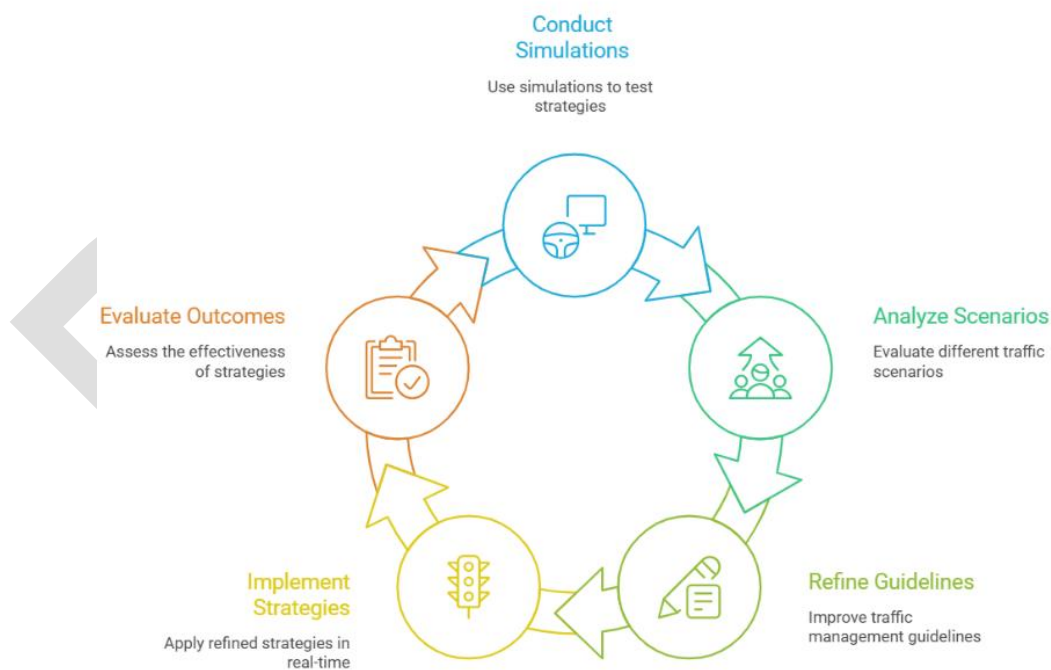 Conduct
Simulations
Use simulations to test
strategies
Analyze Scenarios
Evaluate different traffic
scenarios
Refine Guidelines
Improve traffic
management guidelines
Implement
Strategies
Apply refined strategies in
real-time
Evaluate Outcomes
Assess the effectiveness
of strategies